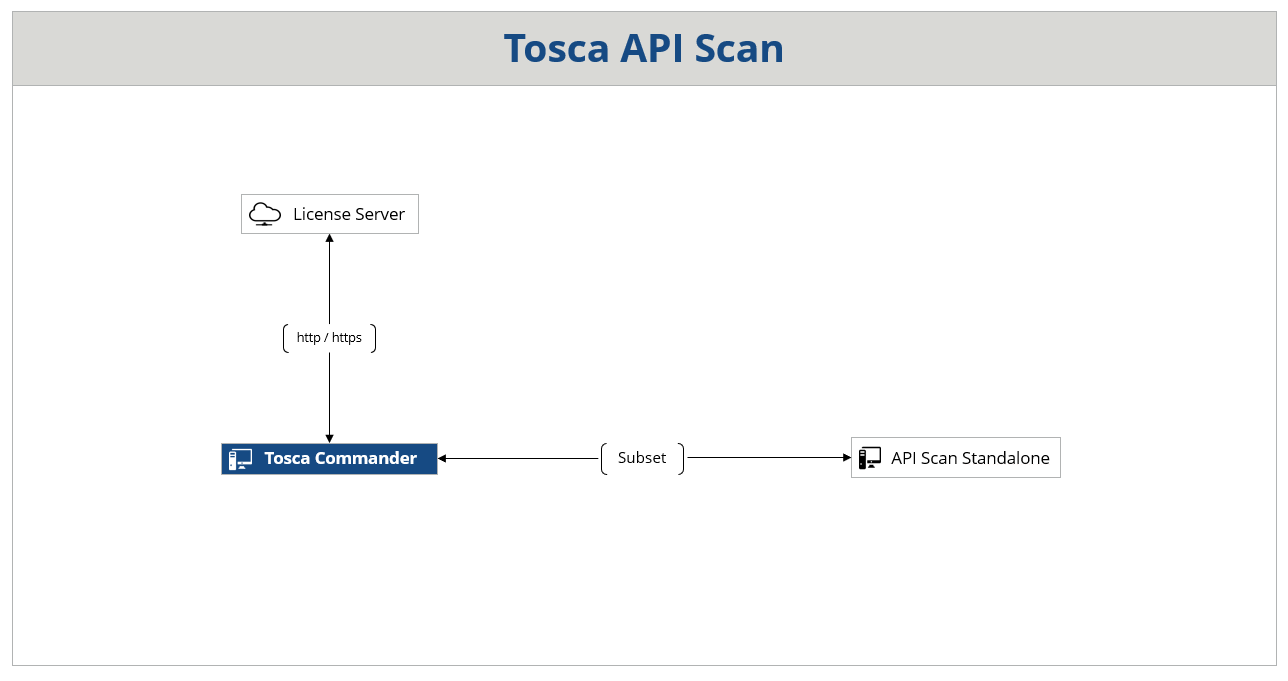 Tosca API Scan
License Server
http / https
Tosca Commander
Subset
API Scan Standalone